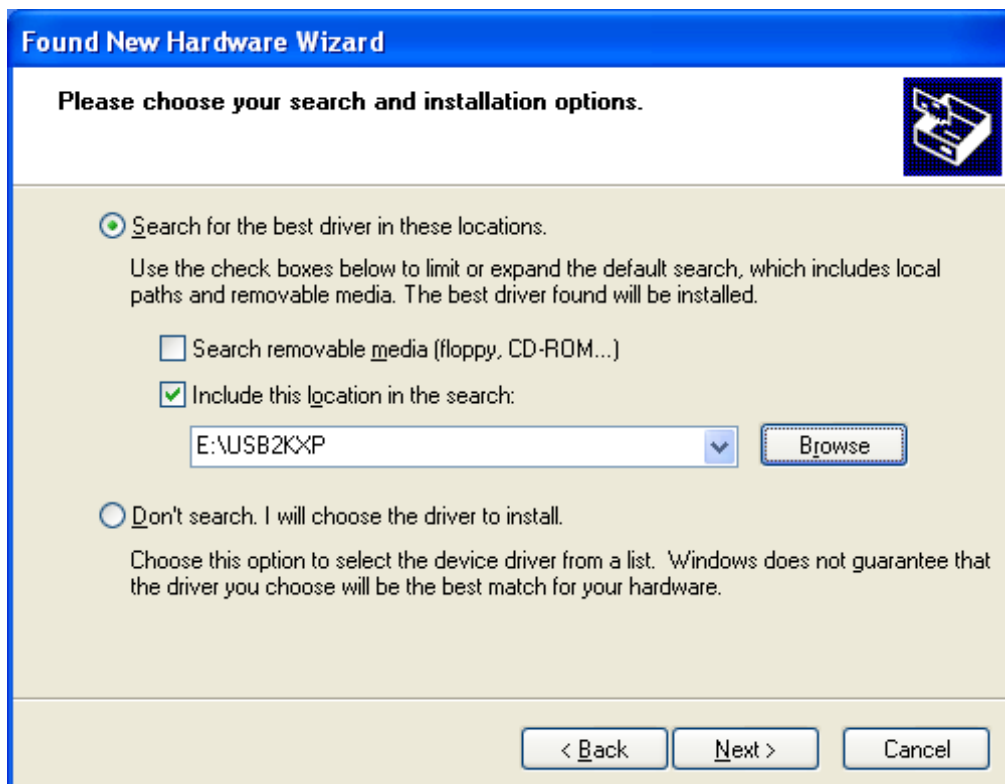 Found New Hardware Wizard
Please choose your search and installation options.
Search for the best driver in these locations.
Use the check boxes below to limit or expand the default search, which includes local
paths and removable media. The best driver found will be installed.
Search removable media (floppy, CD-ROM...)
Include this location in the search:
E:\USB2KXP
Browse
Don't search. I will choose the driver to install.
Choose this option to select the device driver from a list.  Windows does not guarantee that
the driver you choose will be the best match for your hardware.
< Back
Next >
Cancel